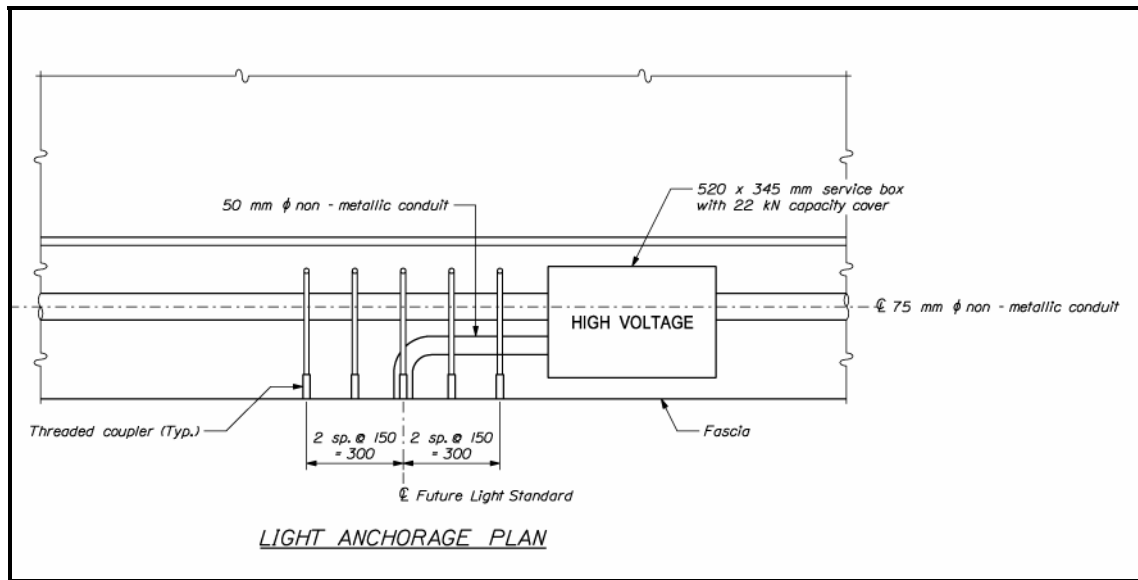 520 x 345 mm service box
with 22 kN capacity cover
50 mm ϕ non - metallic conduit
℄ 75 mm ϕ non - metallic conduit
HIGH VOLTAGE
Threaded coupler (Typ.)
2 sp. @ 150
= 300
2 sp. @ 150
= 300
Fascia
℄ Future Light Standard
LIGHT ANCHORAGE PLAN